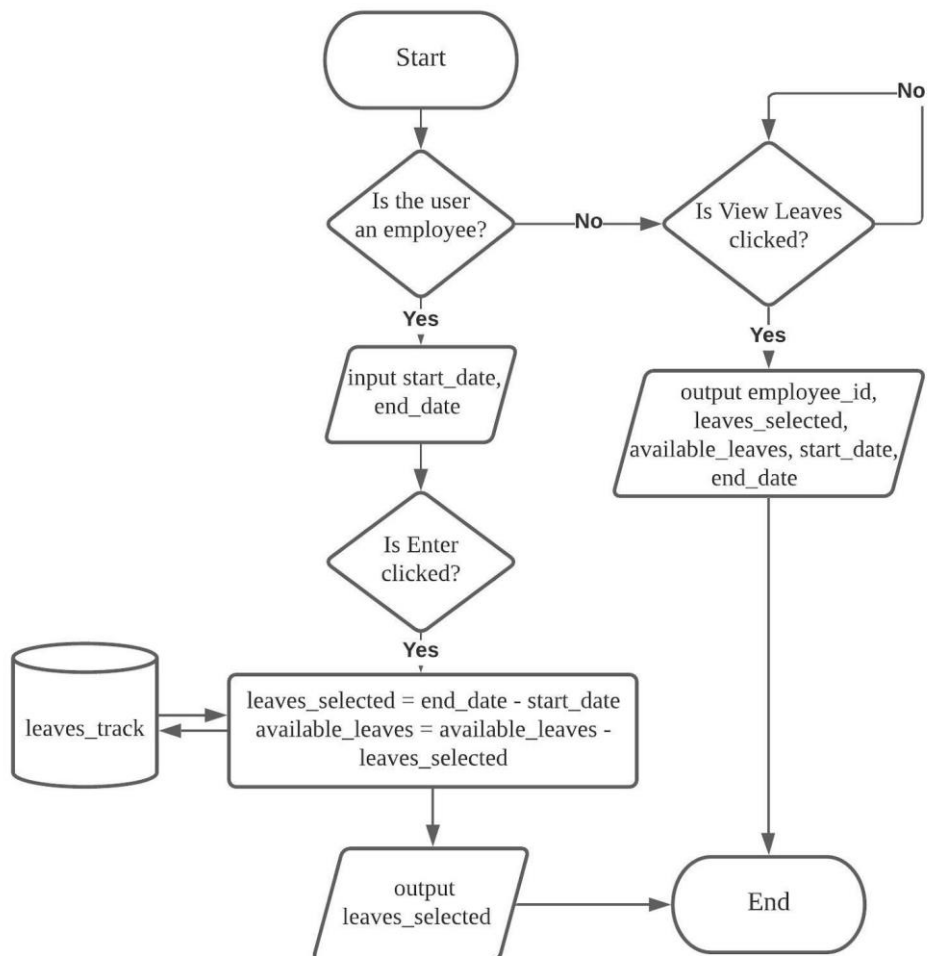 Start
Is the user
an employee?
No
Is View Leaves
clicked?
No
Yes
input start_date,
end_date
Yes
output employee_id,
leaves_selected,
available_leaves, start_date,
end_date
Is Enter
clicked?
Yes
leaves_track
leaves_selected = end_date - start_date
available_leaves = available_leaves -
leaves_selected
output
leaves_selected
End